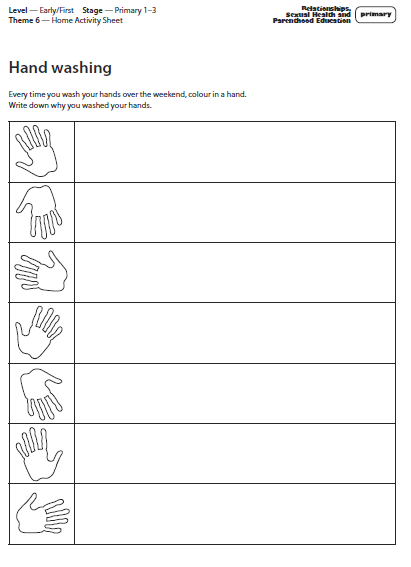 Level — Early/First Stage — Primary 1–3
Theme 6 — Home Activity Sheet
Relationships,
Sexual Health and
Parenthood Education
primary
Hand washing
Every time you wash your hands over the weekend, colour in a hand.
Write down why you washed your hands.